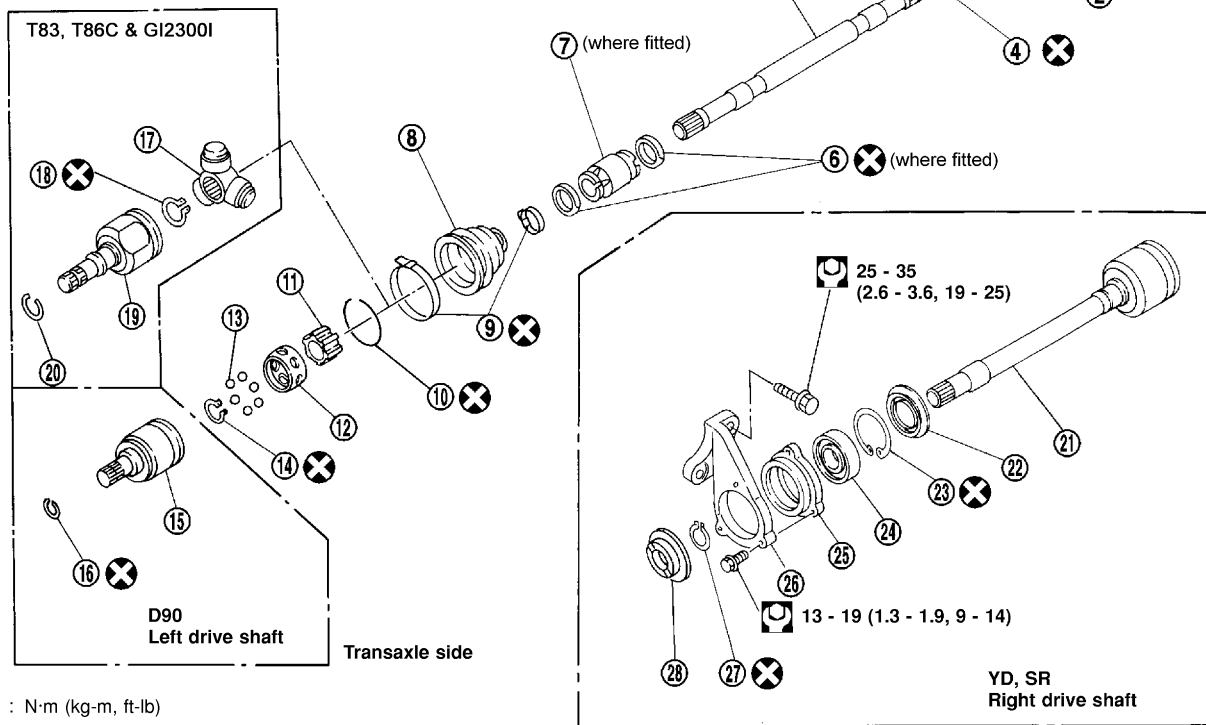 T83, T86C & GI2300I
2
4
7 (where fitted)
8
17
18
6 (where fitted)
19
20
11
13
9
10
12
14
15
16
D90
Left drive shaft
Transaxle side
: N·m (kg-m, ft-lb)
25 - 35
(2.6 - 3.6, 19 - 25)
21
22
23
24
25
26
13 - 19 (1.3 - 1.9, 9 - 14)
28
27
YD, SR
Right drive shaft